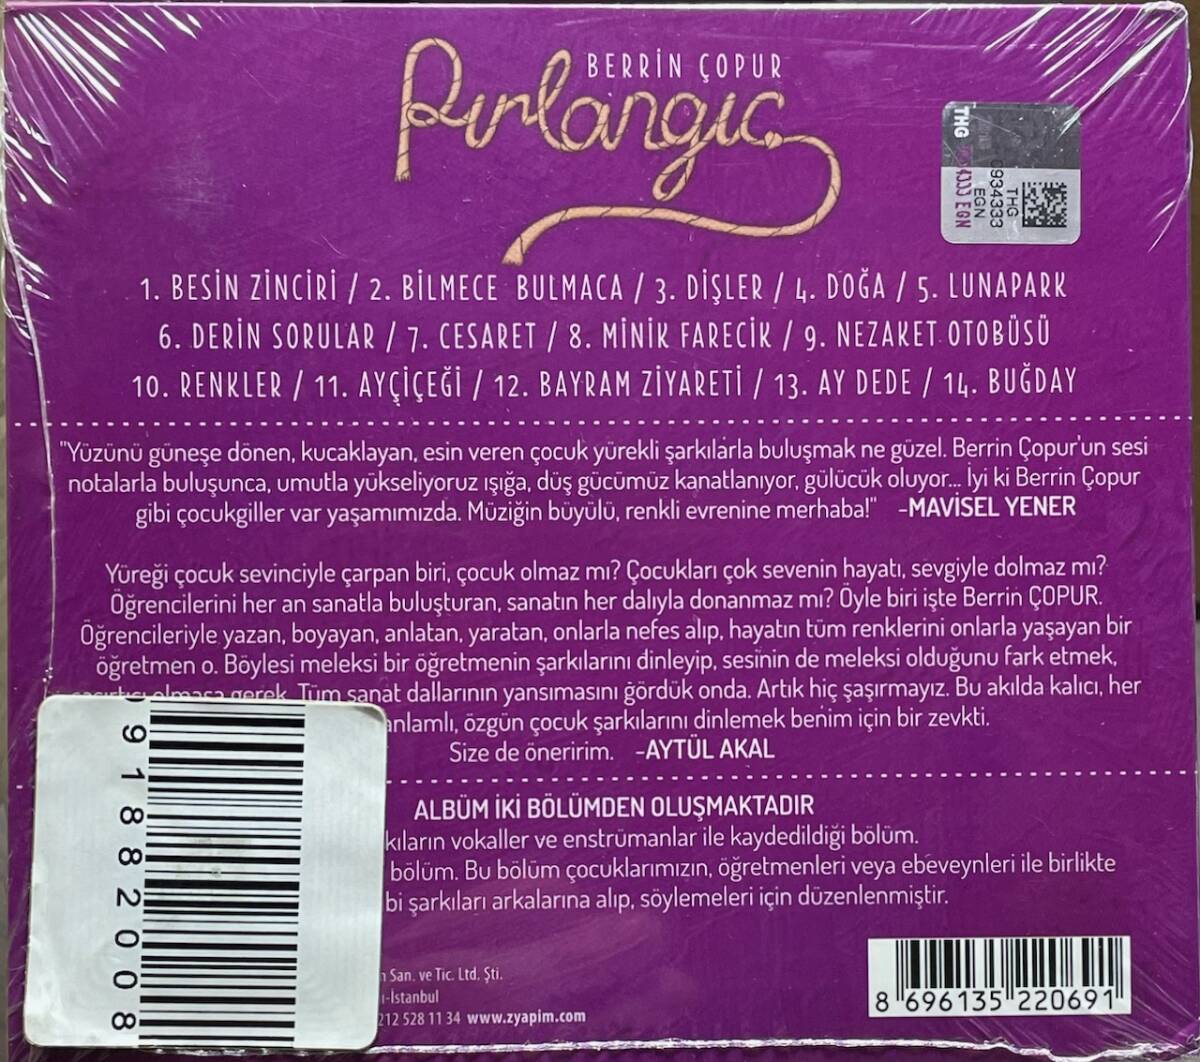 BERRİN ÇOPUR
Pırlangıç
THG
0934333
THG
EGN
1. BESİN ZİNCİRİ / 2. BİLMECE BULMACA / 3. DİŞLER / 4. DOĞA / 5. LUNAPARK
6. DERİN SORULAR / 7. CESARET / 8. MİNİK FARECİK / 9. NEZAKET OTOBÜSÜ
10. RENKLER / 11. AYÇİÇEĞİ / 12. BAYRAM ZİYARETİ / 13. AY DEDE / 14. BUĞDAY
"Yüzünü güneşe dönen, kucaklayan, esin veren çocuk yürekli şarkılarla buluşmak ne güzel. Berrin Çopur'un sesi
notalarla buluşunca, umutla yükseliyoruz ışığa, düş gücümüz kanatlanıyor, gülücük oluyor... İyi ki Berrin Çopur
gibi çocukgiller var yaşamımızda. Müziğin büyülü, renkli evrenine merhaba!" -MAVİSEL YENER
Yüreği çocuk sevinciyle çarpan biri, çocuk olmaz mı? Çocukları çok sevenin hayatı, sevgiyle dolmaz mı?
Öğrencilerini her an sanatla buluşturan, sanatın her dalıyla donanmaz mı? Öyle biri işte Berrin ÇOPUR.
Öğrencileriyle yazan, boyayan, anlatan, yaratan, onlarla nefes alıp, hayatın tüm renklerini onlarla yaşayan bir
öğretmen o. Böylesi meleksi bir öğretmenin şarkılarını dinleyip, sesinin de meleksi olduğunu fark etmek,
şaşırtıcı olmasa gerek. Tüm sanat dallarının yansımasını gördük onda. Artık hiç şaşırmayız. Bu akılda kalıcı, her
anlamlı, özgün çocuk şarkılarını dinlemek benim için bir zevkti.
Size de öneririm. -AYTÜL AKAL
ALBÜM İKİ BÖLÜMDEN OLUŞMAKTADIR
kıların vokaller ve enstrümanlar ile kaydedildiği bölüm.
bölüm. Bu bölüm çocuklarımızın, öğretmenleri veya ebeveynleri ile birlikte
bi şarkıları arkalarına alıp, söylemeleri için düzenlenmiştir.
San. ve Tic. Ltd. Şti.
ı-İstanbul
212 528 11 34 www.zyapim.com
8 696135 220691
91882008